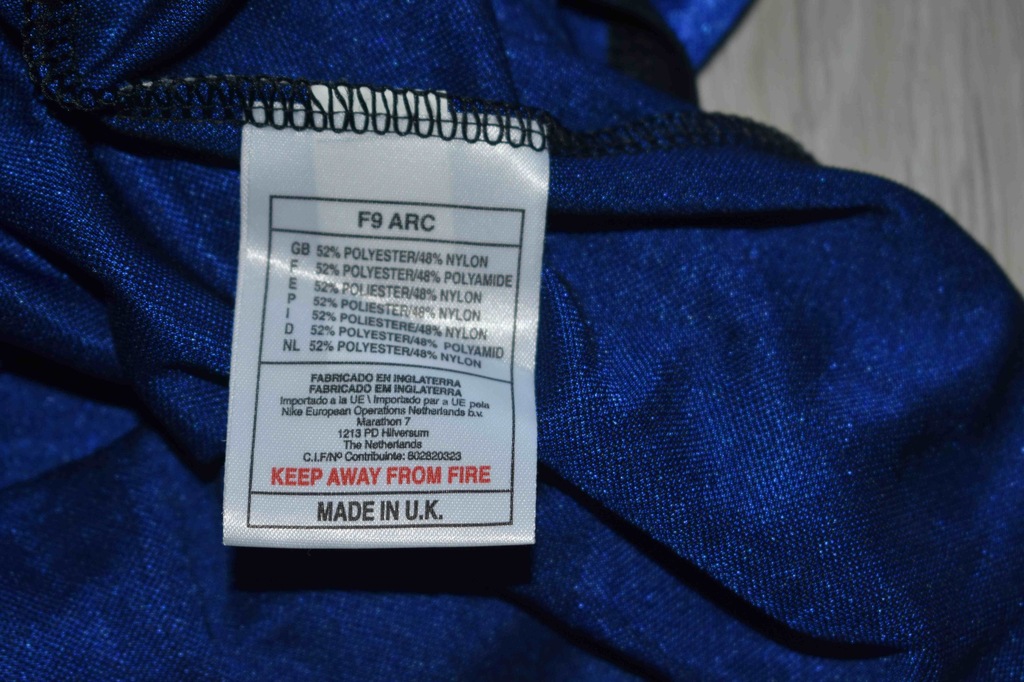 F9 ARC
GB 52% POLYESTER/48% NYLON
F 52% POLYESTER/48% POLYAMIDE
E 52% POLIESTER/48% NYLON
P 52% POLIESTER/48% NYLON
I 52% POLIESTERE/48% NYLON
D 52% POLYESTER/48% POLYAMID
NL 52% POLYESTER/48% NYLON
FABRICADO EN INGLATERRA
FABRICADO EM INGLATERRA
Importado a la UE \ Importado par a UE pela
Nike European Operations Netherlands b.v.
Marathon 7
1213 PD Hilversum
The Netherlands
C.I.F/Nº Contribuinte: 802820323
KEEP AWAY FROM FIRE
MADE IN U.K.